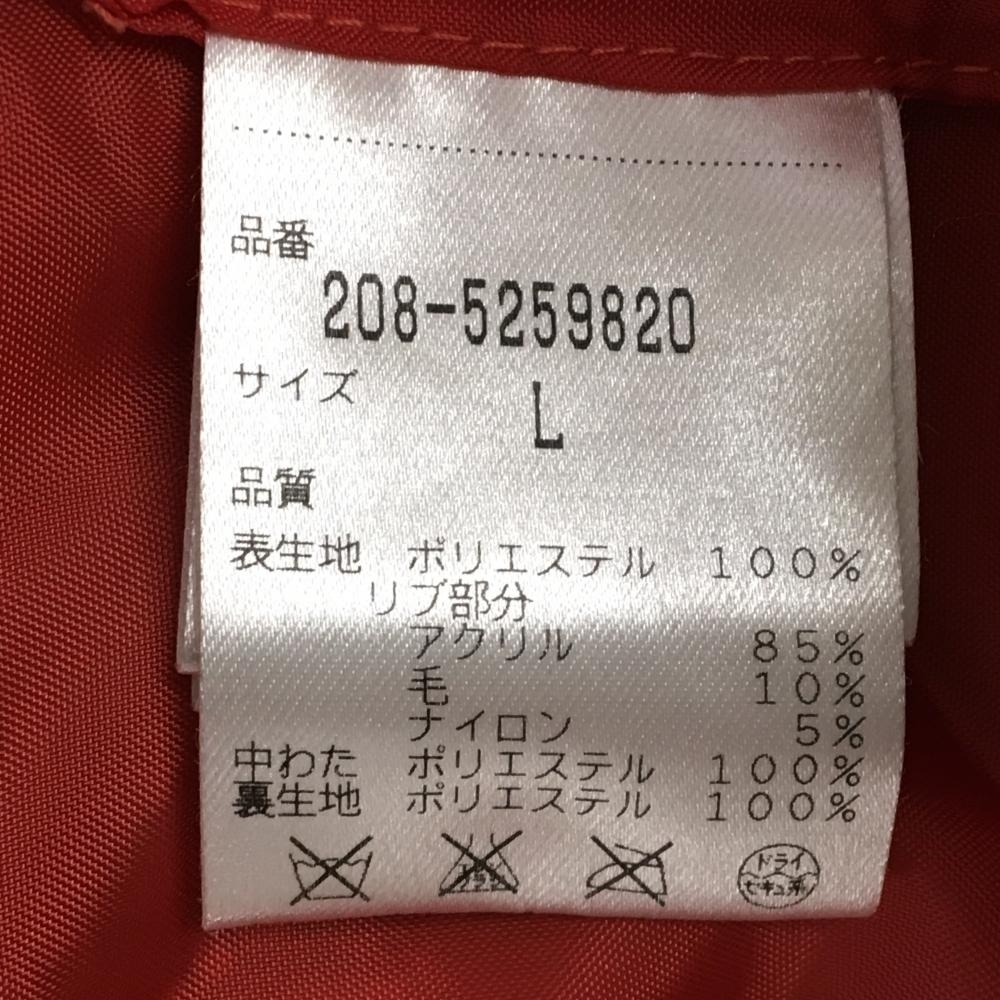 品番
208-5259820
サイズ L
品質
表生地 ポリエステル 100%
リブ部分
アクリル 85%
毛 10%
ナイロン 5%
中わた ポリエステル 100%
裏生地 ポリエステル 100%
ドライ
セキユ系